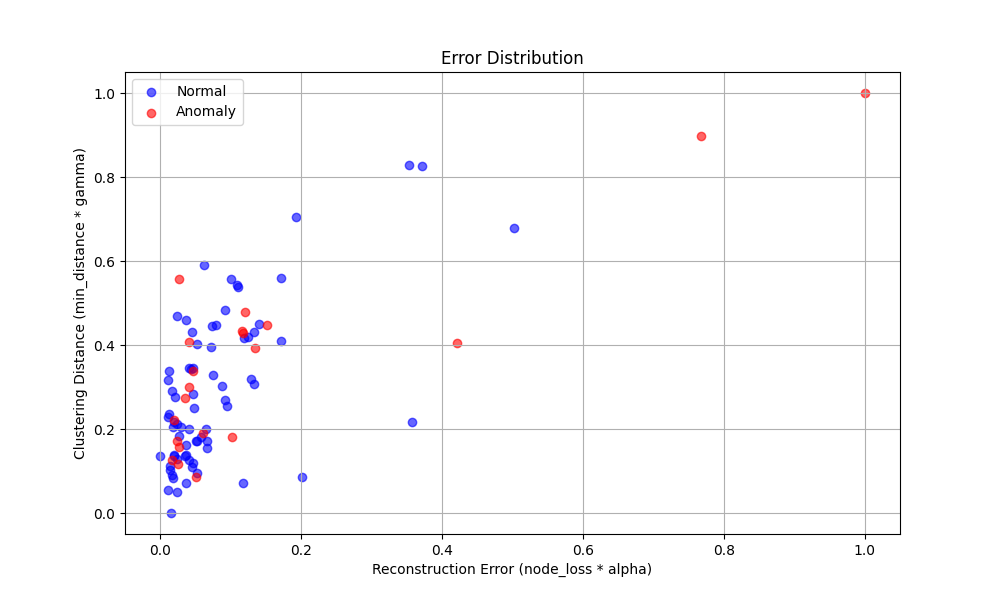 Error Distribution
Normal
Anomaly
Clustering Distance (min_distance * gamma)
1.0
0.8
0.6
0.4
0.2
0.0
0.0 0.2 0.4 0.6 0.8 1.0
Reconstruction Error (node_loss * alpha)